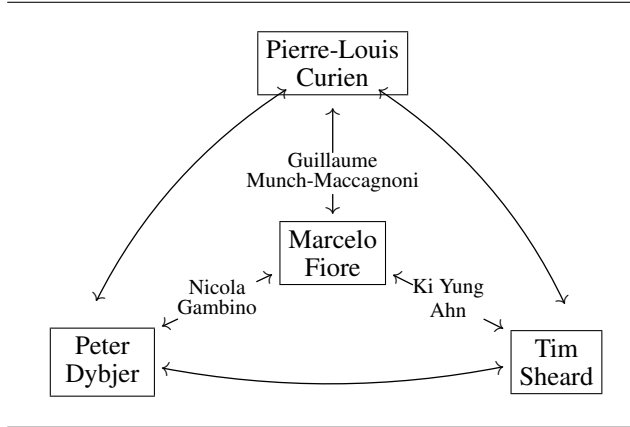 Pierre-Louis
Curien
Guillaume
Munch-Maccagnoni
Marcelo
Fiore
Nicola
Gambino
Ki Yung
Ahn
Peter
Dybjer
Tim
Sheard